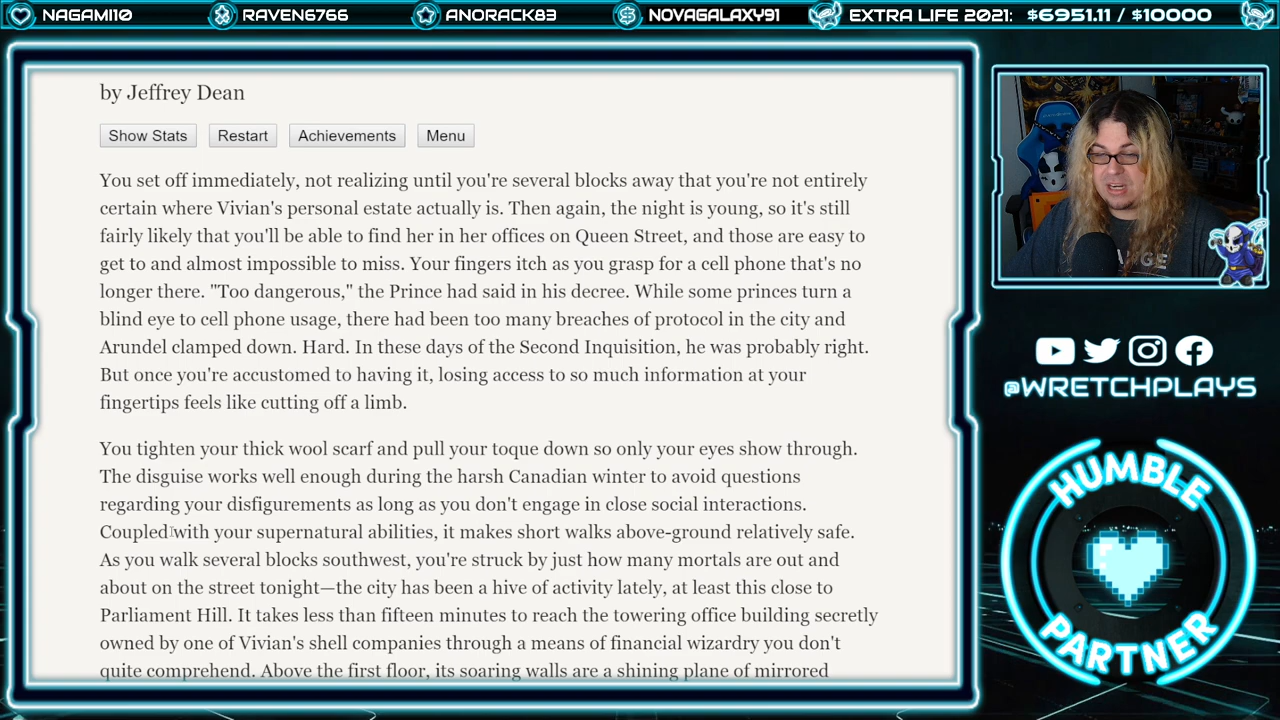 NAGAMI10
RAVEN6766
ANORACK83
NOVAGALAXY91
EXTRA LIFE 2021: $6951.11 / $10000
by Jeffrey Dean
Show Stats
Restart
Achievements
Menu
You set off immediately, not realizing until you're several blocks away that you're not entirely
certain where Vivian's personal estate actually is. Then again, the night is young, so it's still
fairly likely that you'll be able to find her in her offices on Queen Street, and those are easy to
get to and almost impossible to miss. Your fingers itch as you grasp for a cell phone that's no
longer there. "Too dangerous," the Prince had said in his decree. While some princes turn a
blind eye to cell phone usage, there had been too many breaches of protocol in the city and
Arundel clamped down. Hard. In these days of the Second Inquisition, he was probably right.
But once you're accustomed to having it, losing access to so much information at your
fingertips feels like cutting off a limb.
You tighten your thick wool scarf and pull your toque down so only your eyes show through.
The disguise works well enough during the harsh Canadian winter to avoid questions
regarding your disfigurements as long as you don't engage in close social interactions.
Coupled with your supernatural abilities, it makes short walks above-ground relatively safe.
As you walk several blocks southwest, you're struck by just how many mortals are out and
about on the street tonight—the city has been a hive of activity lately, at least this close to
Parliament Hill. It takes less than fifteen minutes to reach the towering office building secretly
owned by one of Vivian's shell companies through a means of financial wizardry you don't
quite comprehend. Above the first floor, its soaring walls are a shining plane of mirrored
@WRETCHPLAYS
HUMBLE
PARTNER